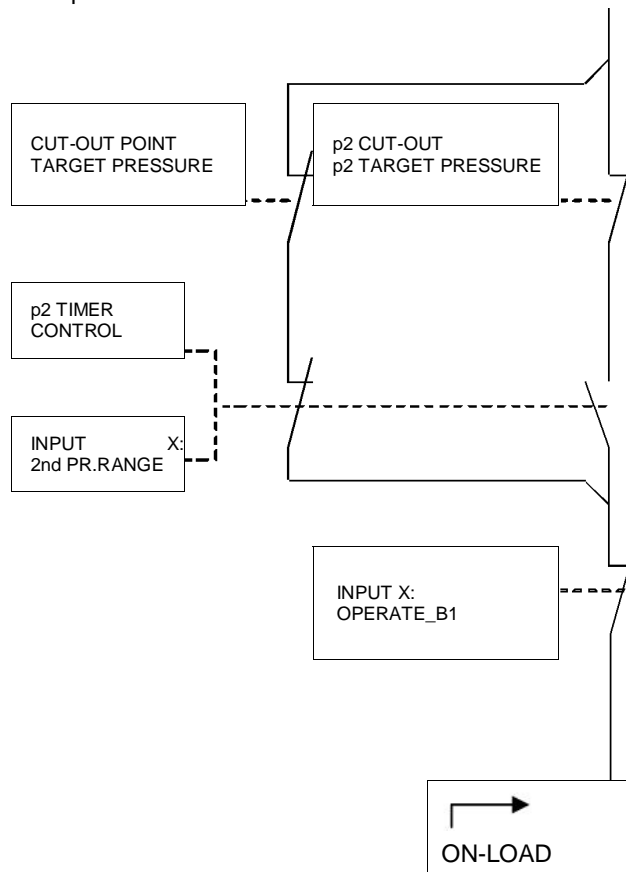 CUT-OUT POINT
TARGET PRESSURE
p2 CUT-OUT
p2 TARGET PRESSURE
p2 TIMER
CONTROL
INPUT X:
2nd PR.RANGE
INPUT X:
OPERATE_B1
ON-LOAD